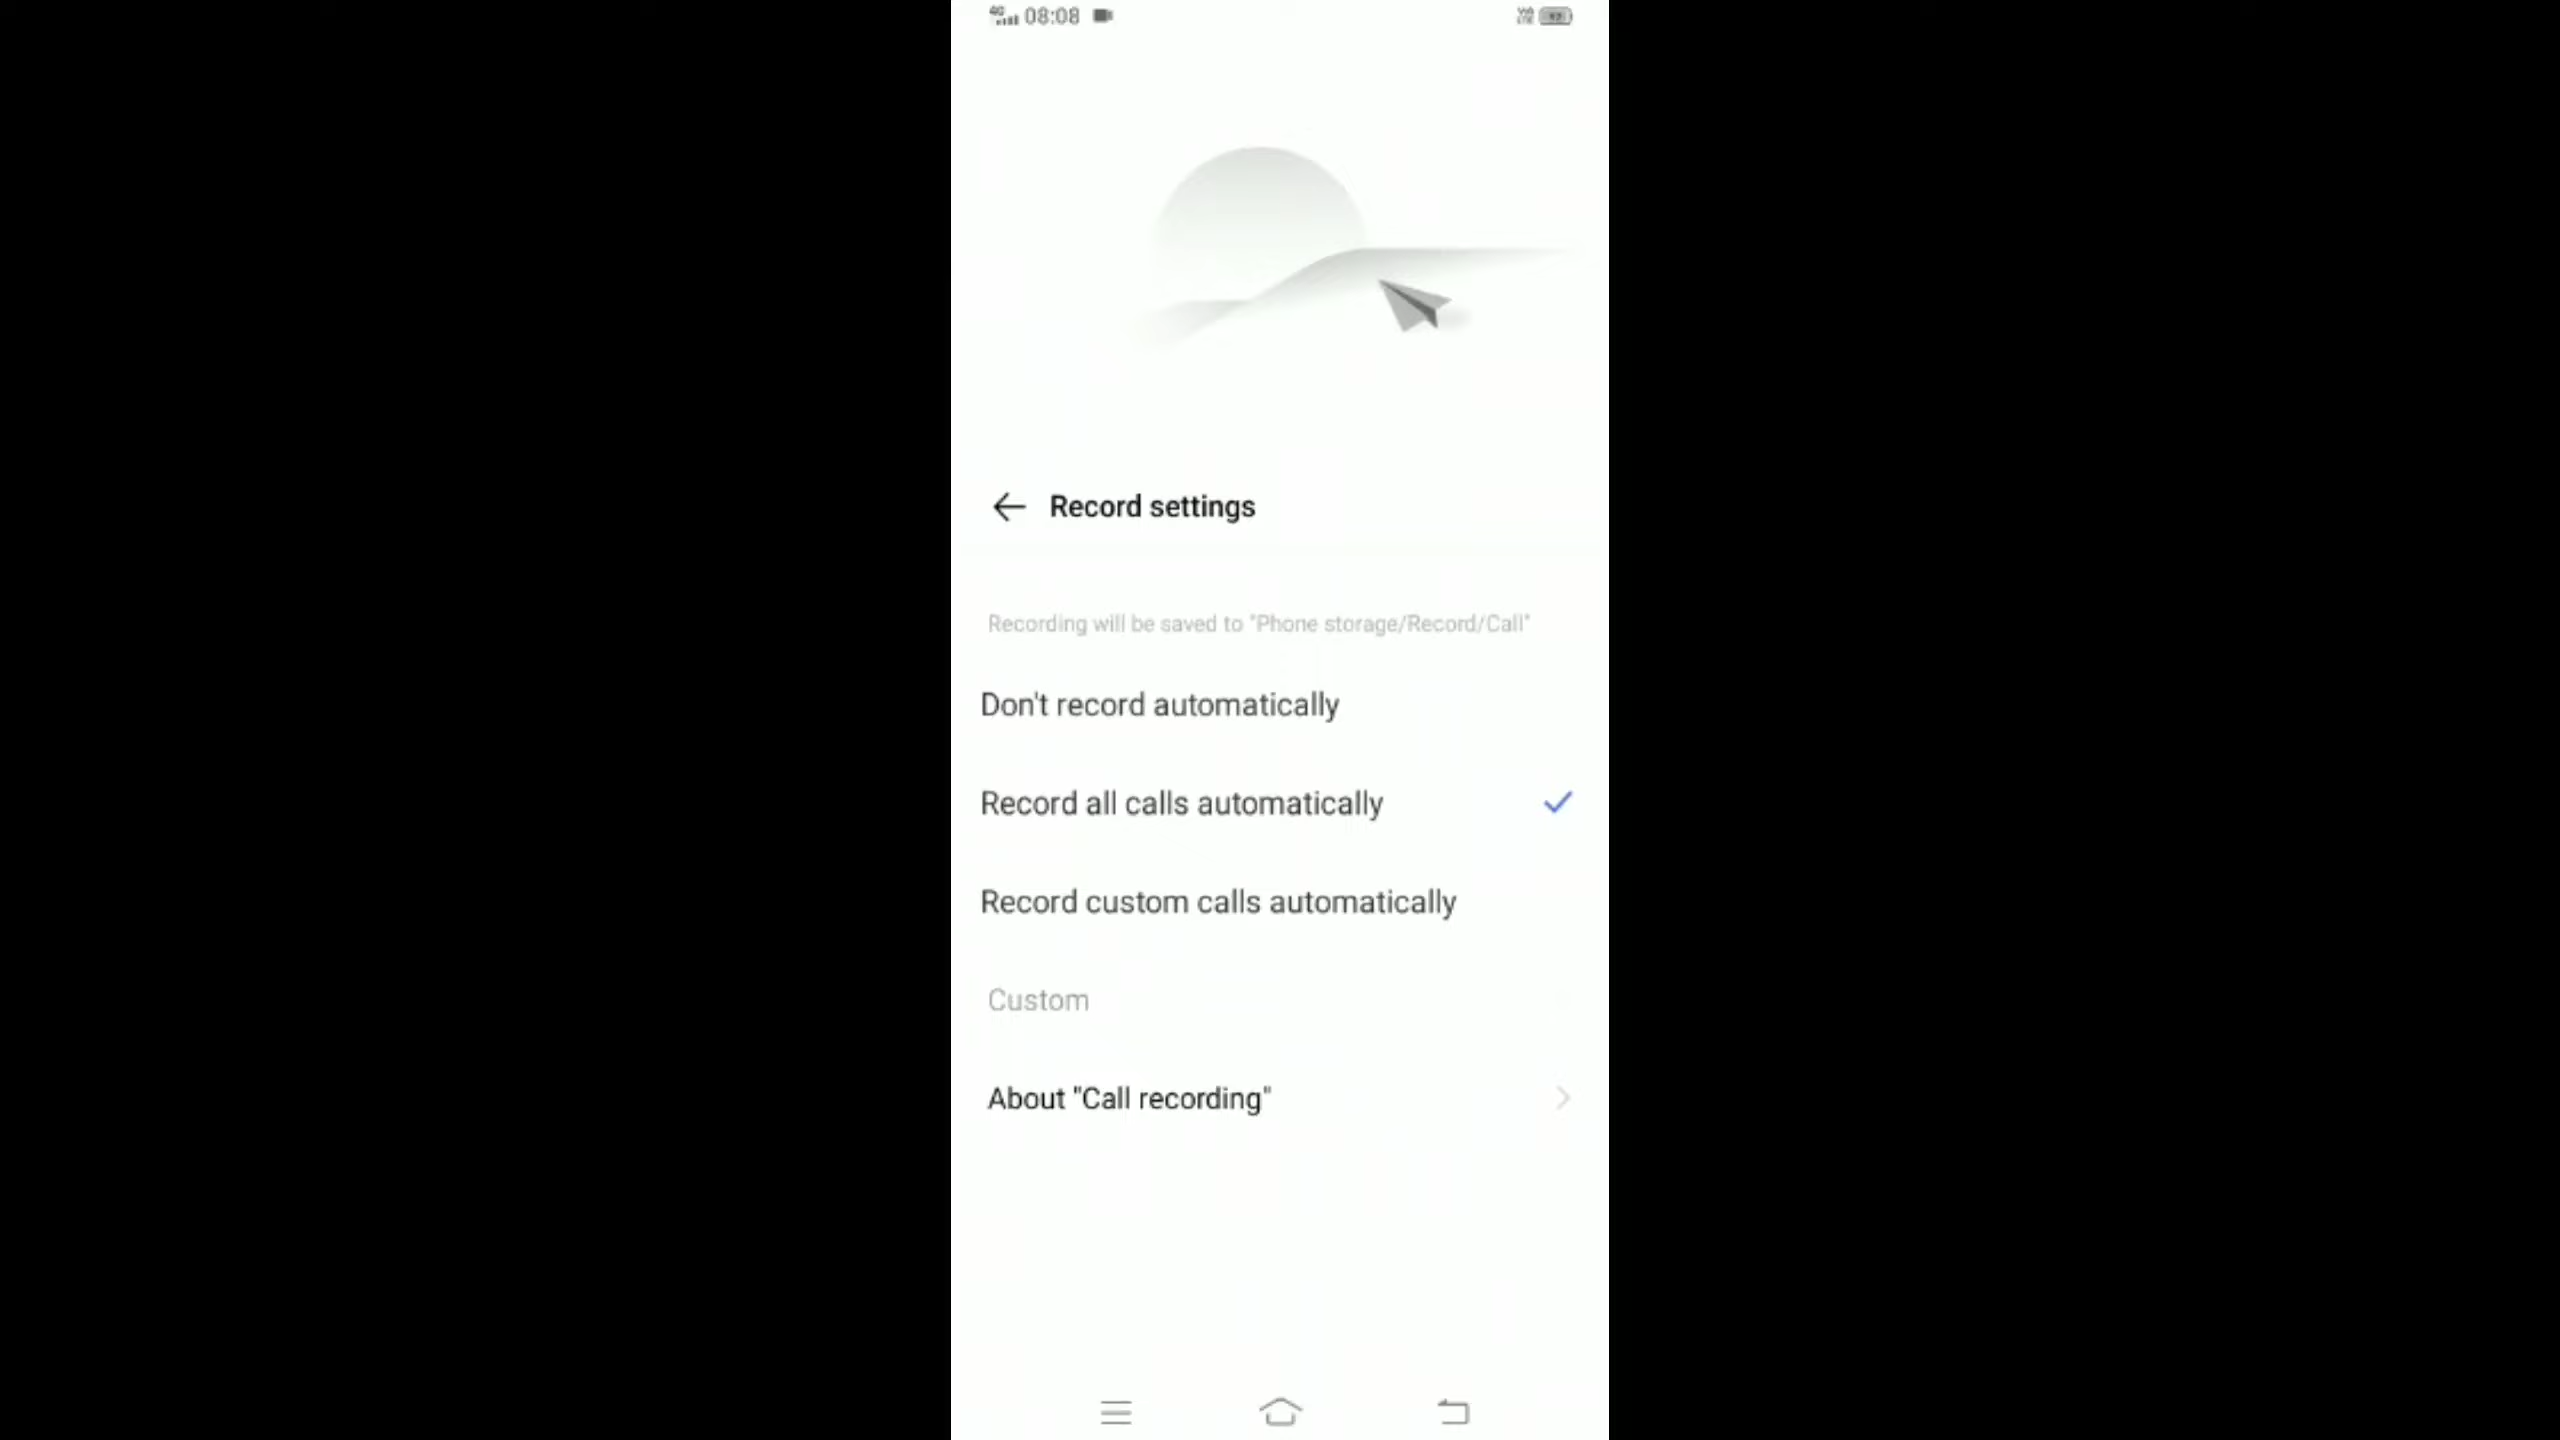 4G 08:08
Record settings
Recording will be saved to "Phone storage/Record/Call"
Don't record automatically
Record all calls automatically
Record custom calls automatically
Custom
About "Call recording"